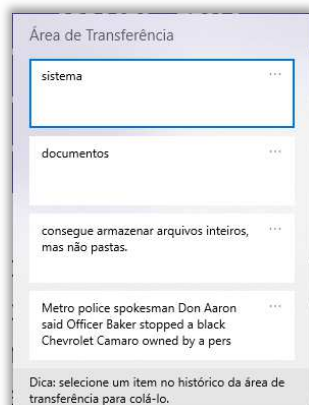 Área de Transferência
sistema
documentos
consegue armazenar arquivos inteiros,
mas não pastas.
Metro police spokesman Don Aaron
said Officer Baker stopped a black
Chevrolet Camaro owned by a pers
Dica: selecione um item no histórico da área de
transferência para colá-lo.